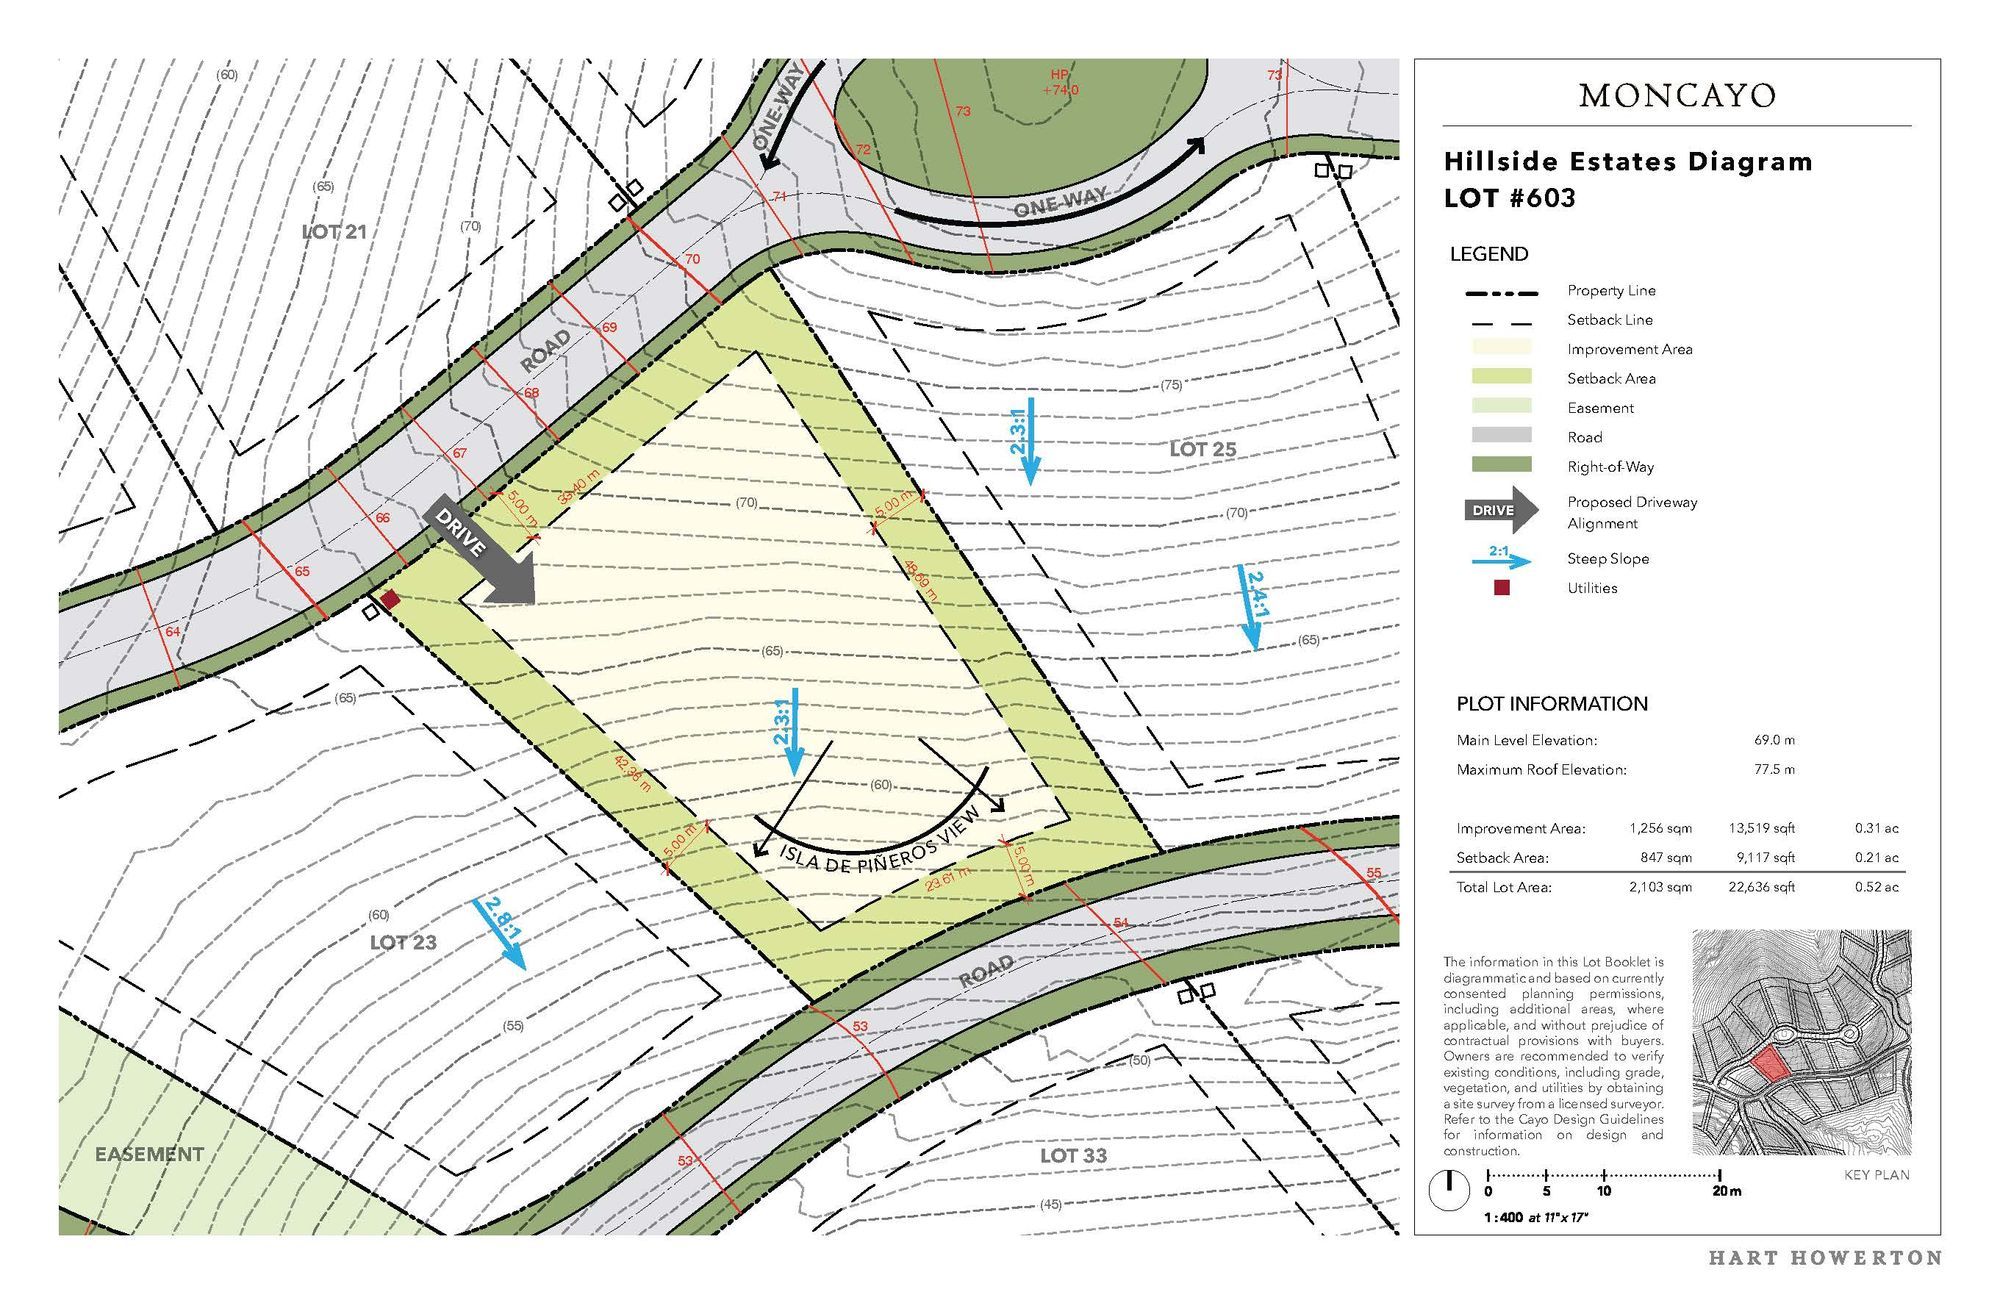 (60)
(65)
LOT 21
(70)
ONE-WAY
71
72
73
HP
+74.0
73
ONE-WAY
70
69
68
67
66
65
64
ROAD
DRIVE
5.00 m
5.00 m
(70)
(75)
2.3:1
LOT 25
(70)
2.4:1
(65)
(65)
(65)
2.3:1
(60)
ISLA DE PIÑEROS VIEW
5.00 m
5.00 m
23.61 m
(60)
LOT 23
2.8:1
(55)
ROAD
53
54
55
53
(50)
LOT 33
(45)
EASEMENT
MONCAYO
Hillside Estates Diagram
LOT #603
LEGEND
Property Line
Setback Line
Improvement Area
Setback Area
Easement
Road
Right-of-Way
DRIVE Proposed Driveway
Alignment
2:1 Steep Slope
Utilities
PLOT INFORMATION
Main Level Elevation: 69.0 m
Maximum Roof Elevation: 77.5 m
Improvement Area: 1,256 sqm 13,519 sqft 0.31 ac
Setback Area: 847 sqm 9,117 sqft 0.21 ac
Total Lot Area: 2,103 sqm 22,636 sqft 0.52 ac
The information in this Lot Booklet is
diagrammatic and based on currently
consented planning permissions,
including additional areas, where
applicable, and without prejudice of
contractual provisions with buyers.
Owners are recommended to verify
existing conditions, including grade,
vegetation, and utilities by obtaining
a site survey from a licensed surveyor.
Refer to the Cayo Design Guidelines
for information on design and
construction.
KEY PLAN
0 5 10 20m
1:400 at 11"x 17"
HART HOWERTON